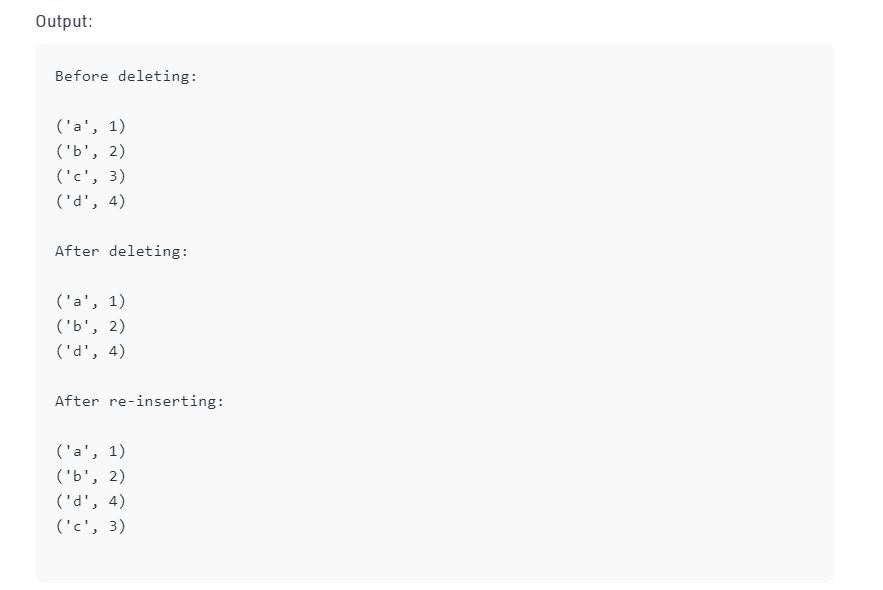 Output:
Before deleting:
('a', 1)
('b', 2)
('c', 3)
('d', 4)
After deleting:
('a', 1)
('b', 2)
('d', 4)
After re-inserting:
('a', 1)
('b', 2)
('d', 4)
('c', 3)